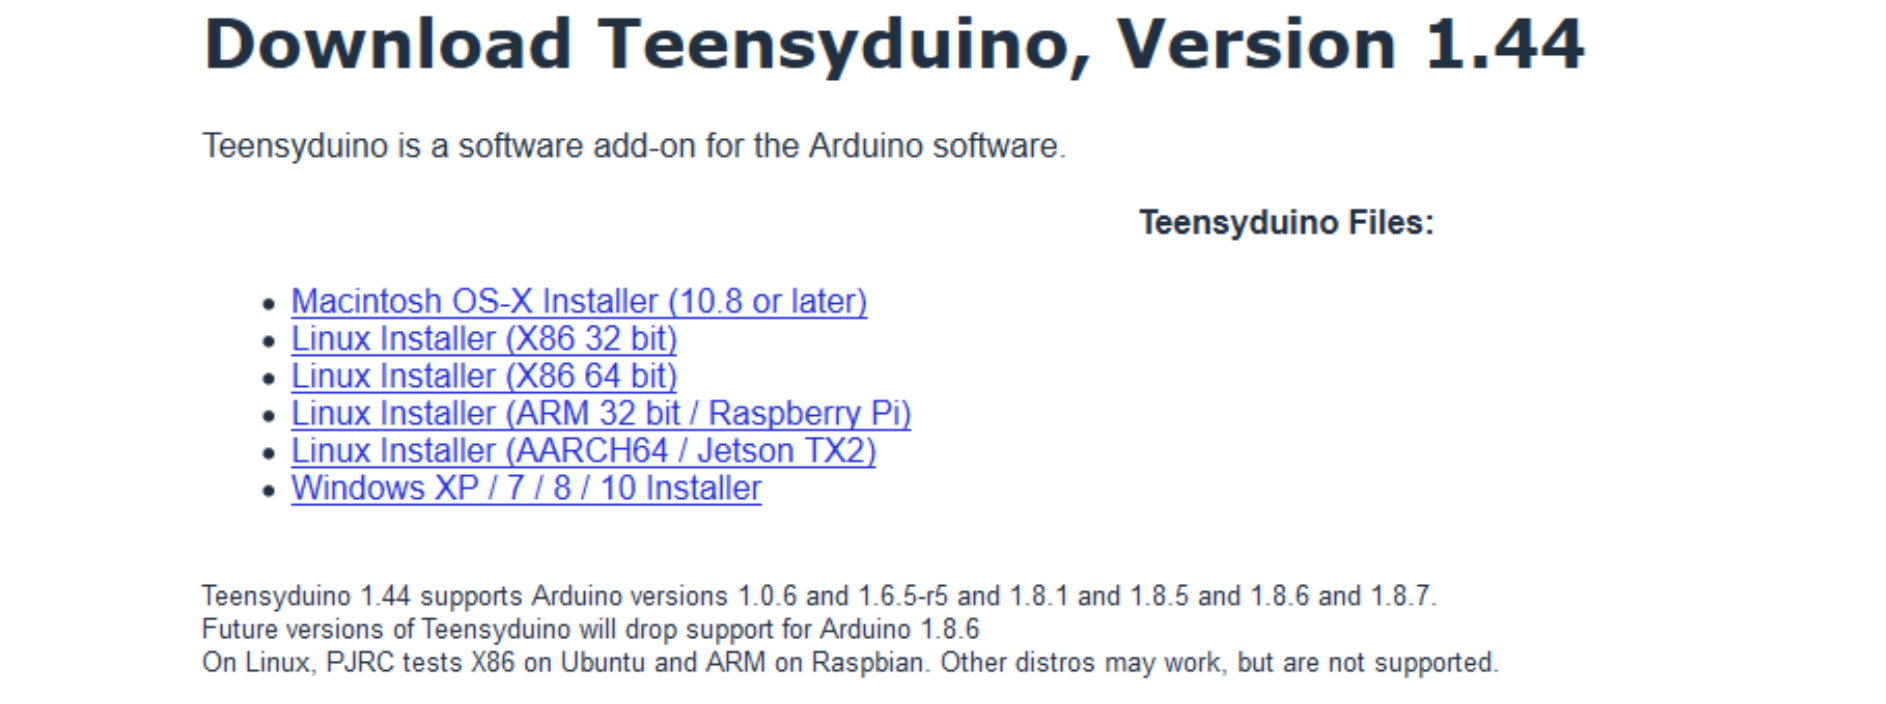 Download Teensyduino, Version 1.44
Teensyduino is a software add-on for the Arduino software.
Teensyduino Files:
Macintosh OS-X Installer (10.8 or later)
Linux Installer (X86 32 bit)
Linux Installer (X86 64 bit)
Linux Installer (ARM 32 bit / Raspberry Pi)
Linux Installer (AARCH64 / Jetson TX2)
Windows XP / 7 / 8 / 10 Installer
Teensyduino 1.44 supports Arduino versions 1.0.6 and 1.6.5-r5 and 1.8.1 and 1.8.5 and 1.8.6 and 1.8.7.
Future versions of Teensyduino will drop support for Arduino 1.8.6
On Linux, PJRC tests X86 on Ubuntu and ARM on Raspbian. Other distros may work, but are not supported.